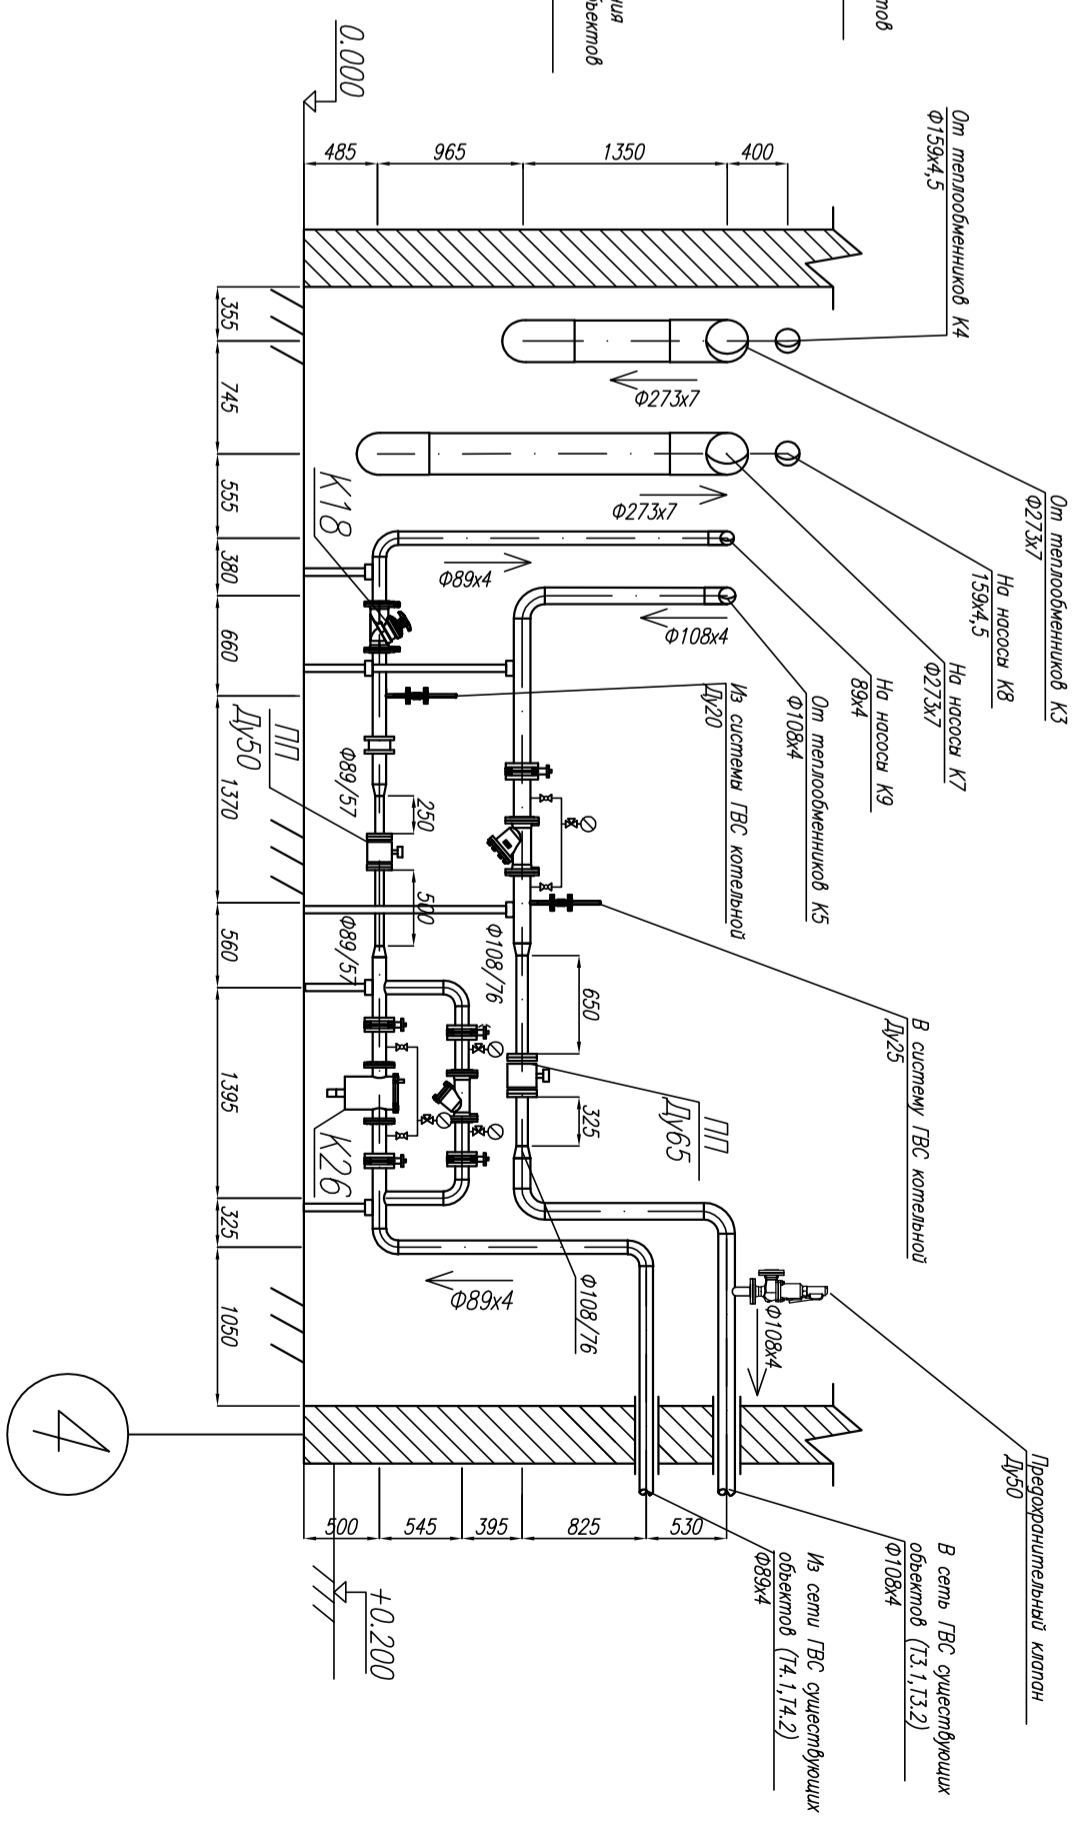 тов
ния
бъектов
0.000
От теплообменников К4
Ф159х4,5
От теплообменников К3
Ф273х7
На насосы К8
159х4,5
На насосы К7
Ф273х7
На насосы К9
89х4
От теплообменников К5
Ф108х4
Из системы ГВС котельной
Ду20
В систему ГВС котельной
Ду25
Предохранительный клапан
Ду50
В сеть ГВС существующих
объектов (Т3.1,Т3.2)
Ф108х4
Из сети ГВС существующих
объектов (Т4.1,Т4.2)
Ф89х4
400
1350
965
485
Ф273х7
Ф273х7
Ф89х4
Ф108х4
К18
ПП
Ду50
Ф89/57
250
500
Ф89/57
Ф108/76
650
325
ПП
Ду65
К26
Ф108/76
Ф89х4
Ф108х4
530
825
395
545
500
+0.200
355
745
555
380
660
1370
560
1395
325
1050
4